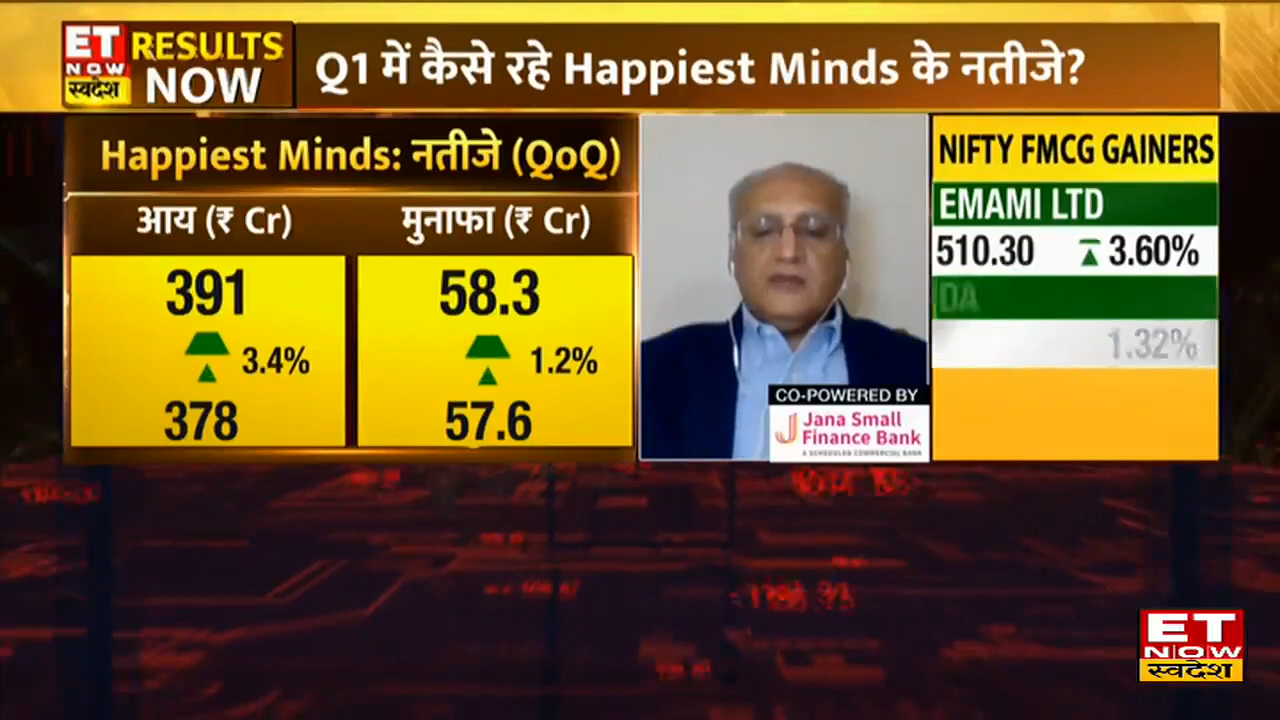 ET
NOW
स्वदेश
RESULTS
NOW
Q1 में कैसे रहे Happiest Minds के नतीजे?
Happiest Minds: नतीजे (QoQ)
आय (₹ Cr)
मुनाफा (₹ Cr)
391
58.3
3.4%
1.2%
378
57.6
CO-POWERED BY
Jana Small
Finance Bank
A SCHEDULED COMMERCIAL BANK
NIFTY FMCG GAINERS
EMAMI LTD
510.30 3.60%
DA
1.32%
ET
NOW
स्वदेश